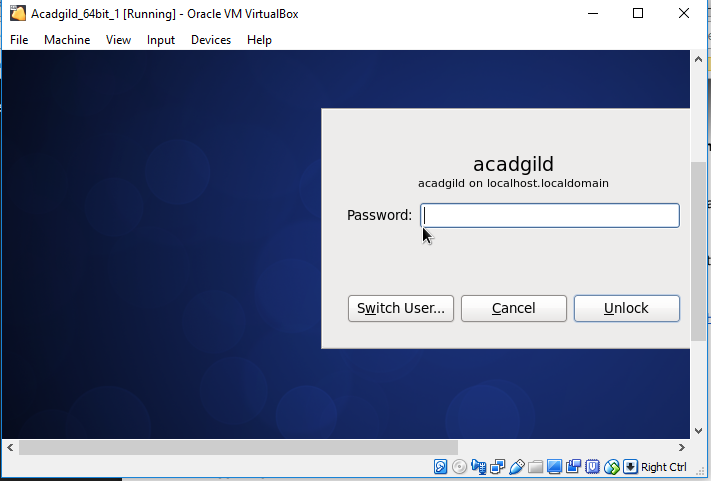 Acadgild_64bit_1 [Running] - Oracle VM VirtualBox
File Machine View Input Devices Help
acadgild
acadgild on localhost.localdomain
Password:
Switch User... Cancel Unlock
Right Ctrl